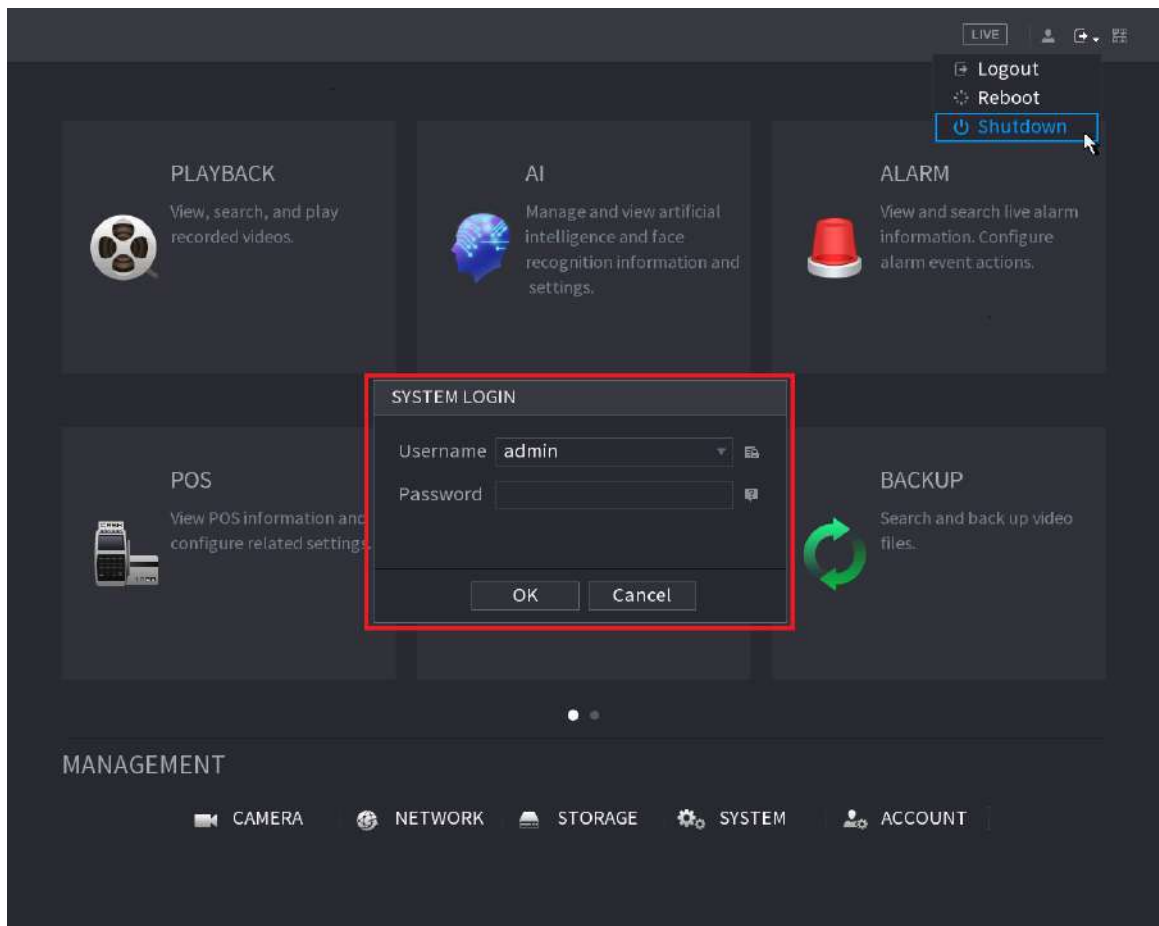 LIVE
Logout
Reboot
Shutdown
PLAYBACK
View, search, and play
recorded videos.
AI
Manage and view artificial
intelligence and face
recognition information and
settings.
ALARM
View and search live alarm
information. Configure
alarm event actions.
SYSTEM LOGIN
Username admin
Password
OK Cancel
POS
View POS information and
configure related settings.
BACKUP
Search and back up video
files.
MANAGEMENT
CAMERA NETWORK STORAGE SYSTEM ACCOUNT